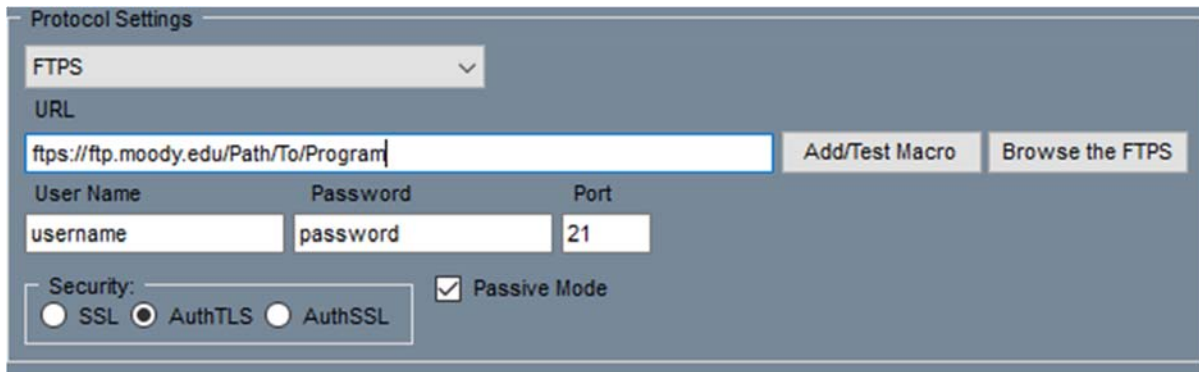 Protocol Settings
FTPS
URL
ftps://ftp.moody.edu/Path/To/Program
Add/Test Macro
Browse the FTPS
User Name Password Port
username password 21
Security:
SSL AuthTLS AuthSSL
Passive Mode